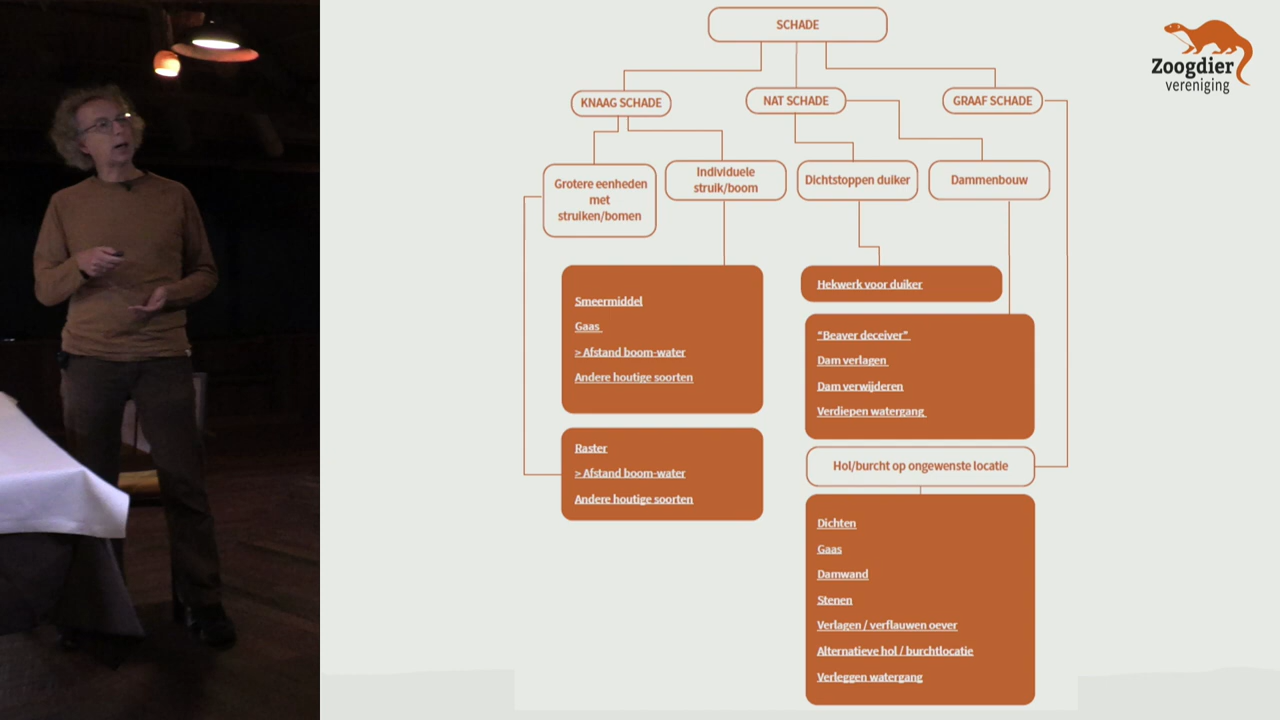 SCHADE
Zoogdier
vereniging
KNAAG SCHADE
NAT SCHADE
GRAAF SCHADE
Grotere eenheden
met
struiken/bomen
Individuele
struik/boom
Dichtstoppen duiker
Dammenbouw
Smeermiddel
Gaas
> Afstand boom-water
Andere houtige soorten
Hekwerk voor duiker
"Beaver deceiver"
Dam verlagen
Dam verwijderen
Verdiepen watergang
Raster
> Afstand boom-water
Andere houtige soorten
Hol/burcht op ongewenste locatie
Dichten
Gaas
Damwand
Stenen
Verlagen / verflauwen oever
Alternatieve hol / burchtlocatie
Verleggen watergang